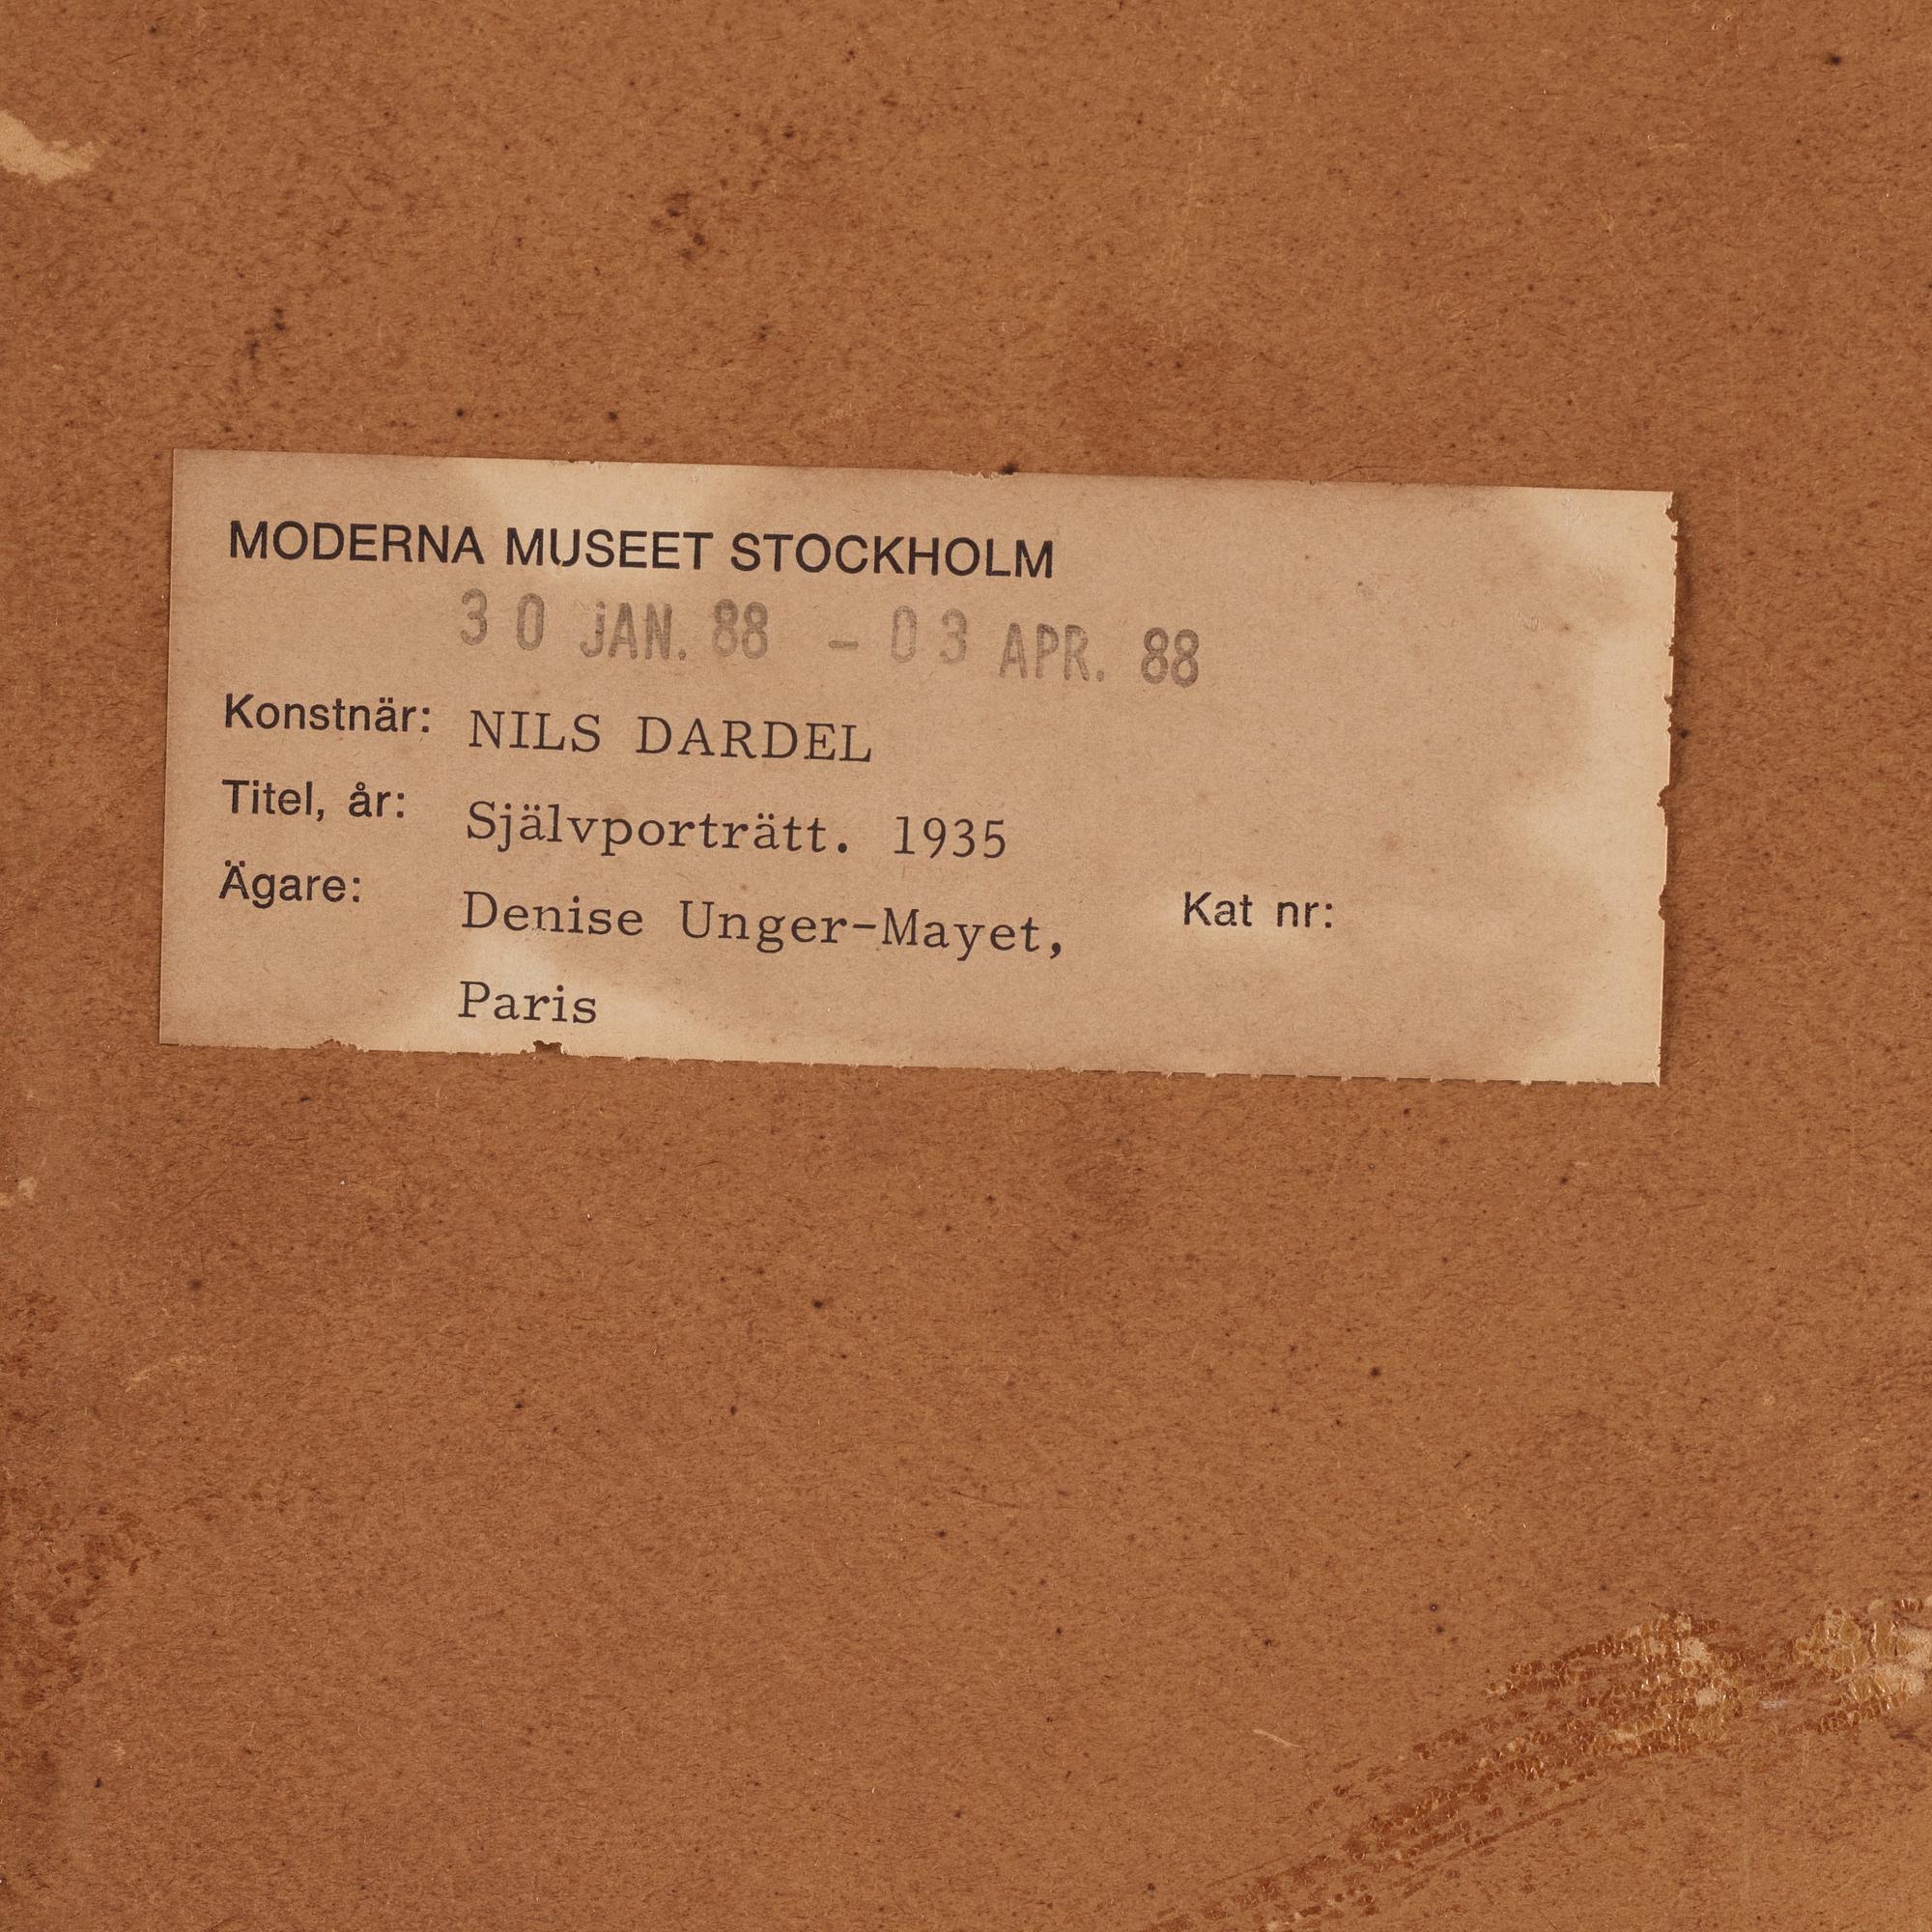 MODERNA MUSEET STOCKHOLM
30 JAN. 88 - 03 APR. 88
Konstnär: NILS DARDEL
Titel, år: Självporträtt. 1935
Ägare: Denise Unger-Mayet, Kat nr:
Paris